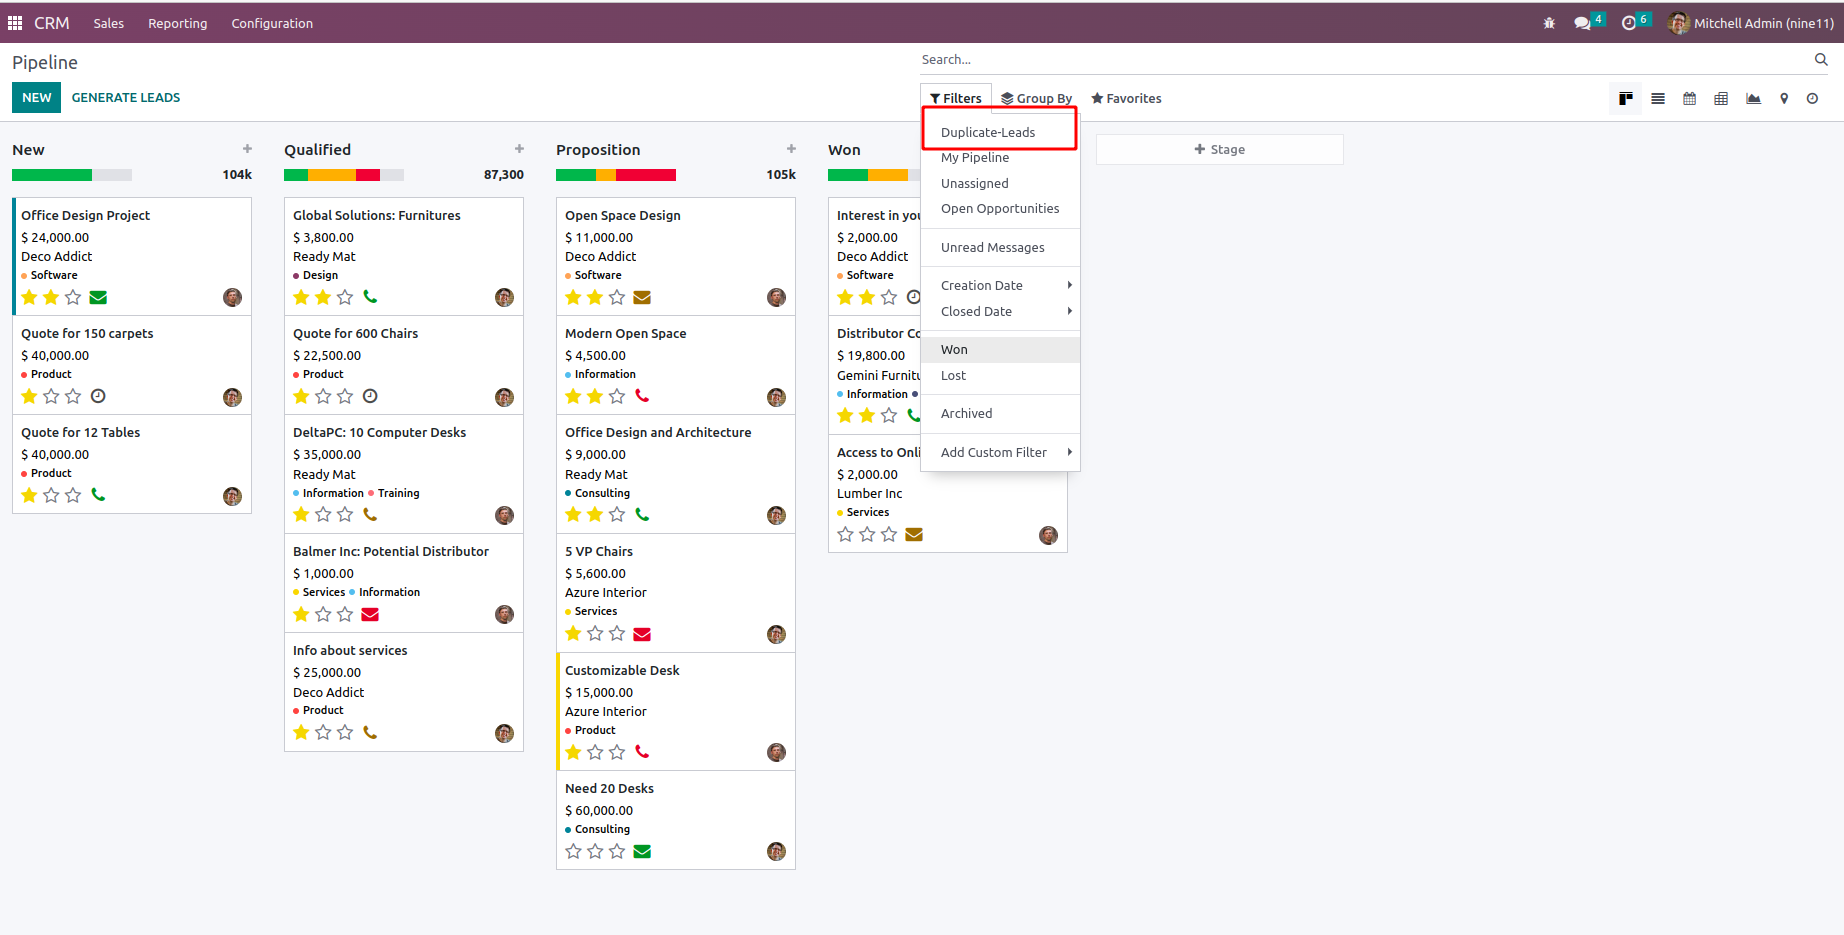 CRM Sales Reporting Configuration 4 6 Mitchell Admin (nine11)
Pipeline
Search...
NEW GENERATE LEADS
Filters Group By Favorites
New
104k
Office Design Project
$ 24,000.00
Deco Addict
Software
Quote for 150 carpets
$ 40,000.00
Product
Quote for 12 Tables
$ 40,000.00
Product
Qualified
87,300
Global Solutions: Furnitures
$ 3,800.00
Ready Mat
Design
Quote for 600 Chairs
$ 22,500.00
Product
DeltaPC: 10 Computer Desks
$ 35,000.00
Ready Mat
Information Training
Balmer Inc: Potential Distributor
$ 1,000.00
Services Information
Info about services
$ 25,000.00
Deco Addict
Product
Proposition
105k
Open Space Design
$ 11,000.00
Deco Addict
Software
Modern Open Space
$ 4,500.00
Information
Office Design and Architecture
$ 9,000.00
Ready Mat
Consulting
5 VP Chairs
$ 5,600.00
Azure Interior
Services
Customizable Desk
$ 15,000.00
Azure Interior
Product
Need 20 Desks
$ 60,000.00
Consulting
Won
Interest in you
$ 2,000.00
Deco Addict
Software
Distributor Co
$ 19,800.00
Gemini Furnitu
Information
Access to Onli
$ 2,000.00
Lumber Inc
Services
Duplicate-Leads
My Pipeline
Unassigned
Open Opportunities
Unread Messages
Creation Date
Closed Date
Won
Lost
Archived
Add Custom Filter
Stage